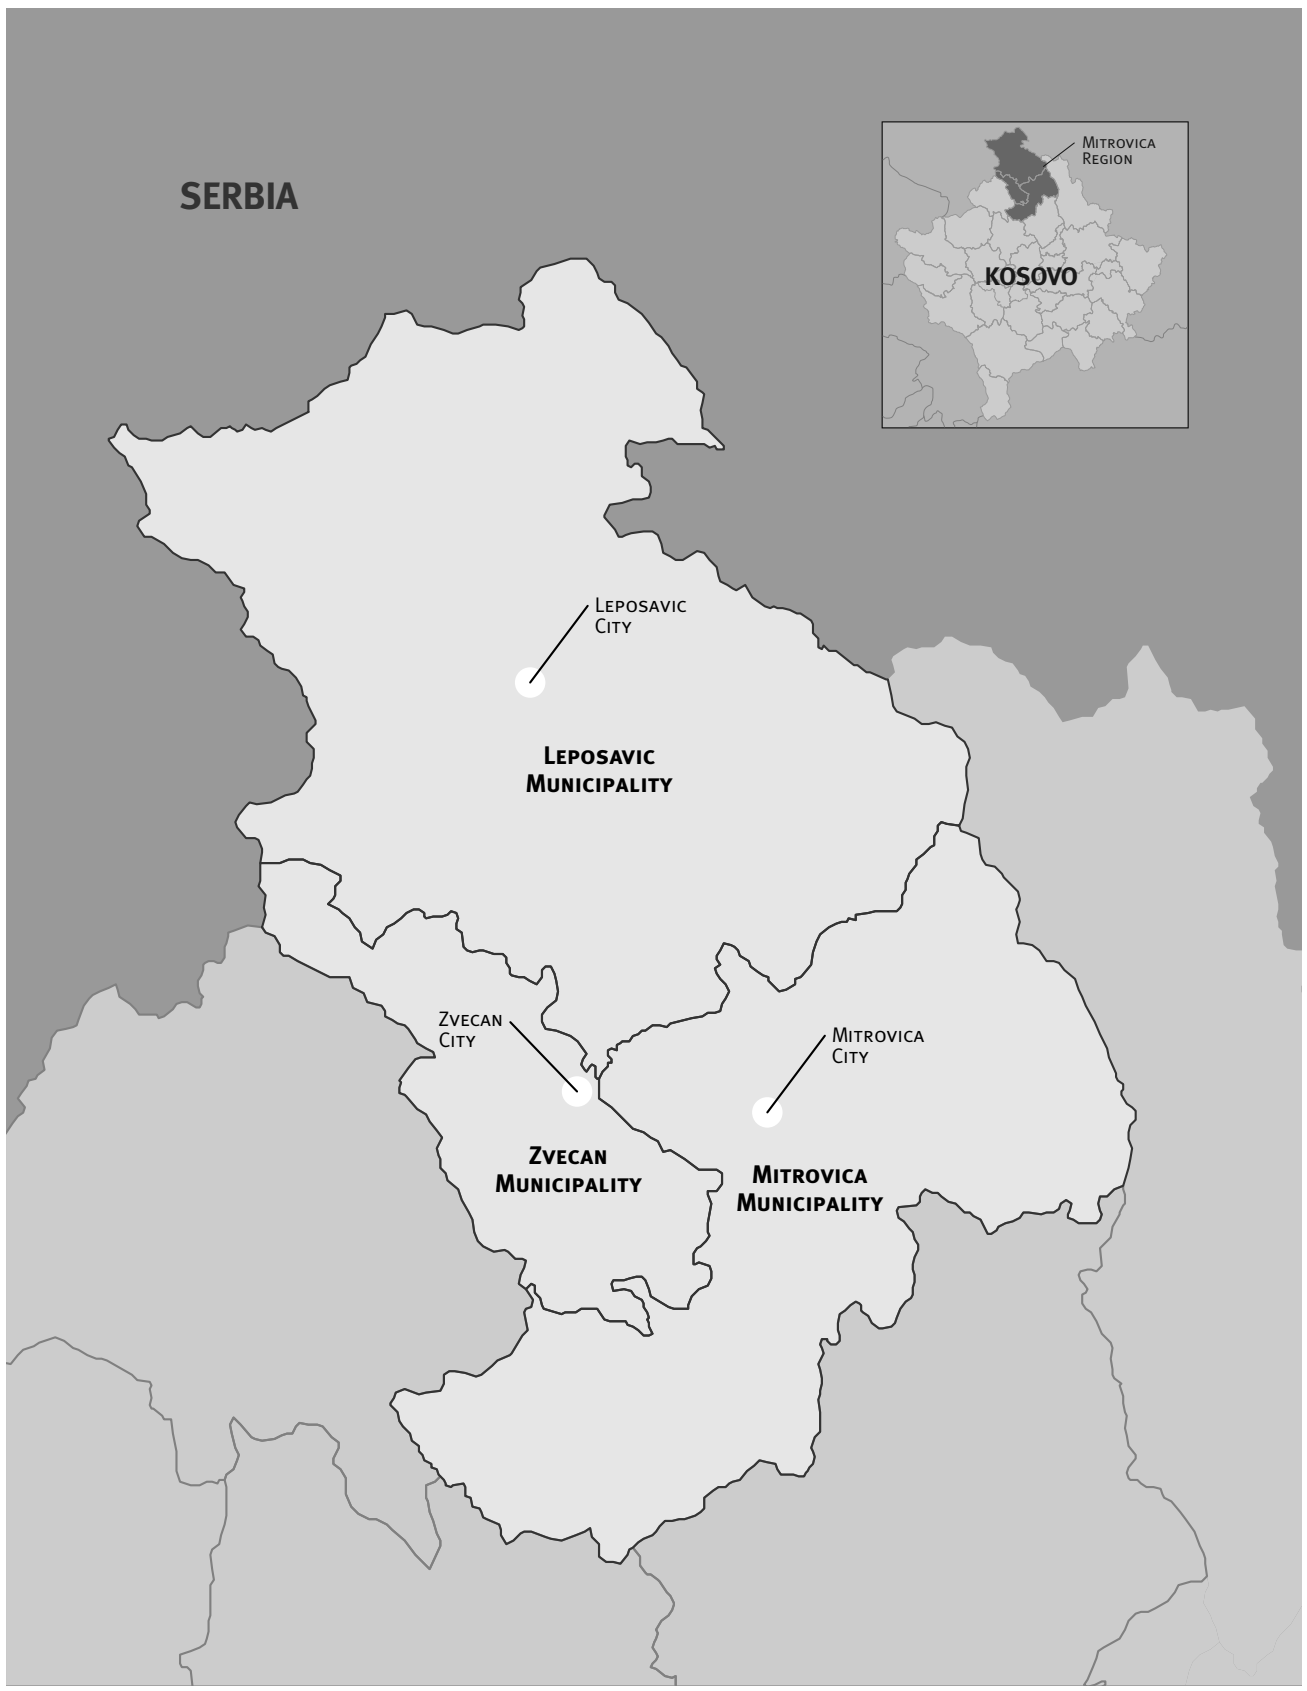 SERBIA
MITROVICA
REGION
KOSOVO
LEPOSAVIC
CITY
LEPOSAVIC
MUNICIPALITY
ZVECAN
CITY
MITROVICA
CITY
ZVECAN
MUNICIPALITY
MITROVICA
MUNICIPALITY